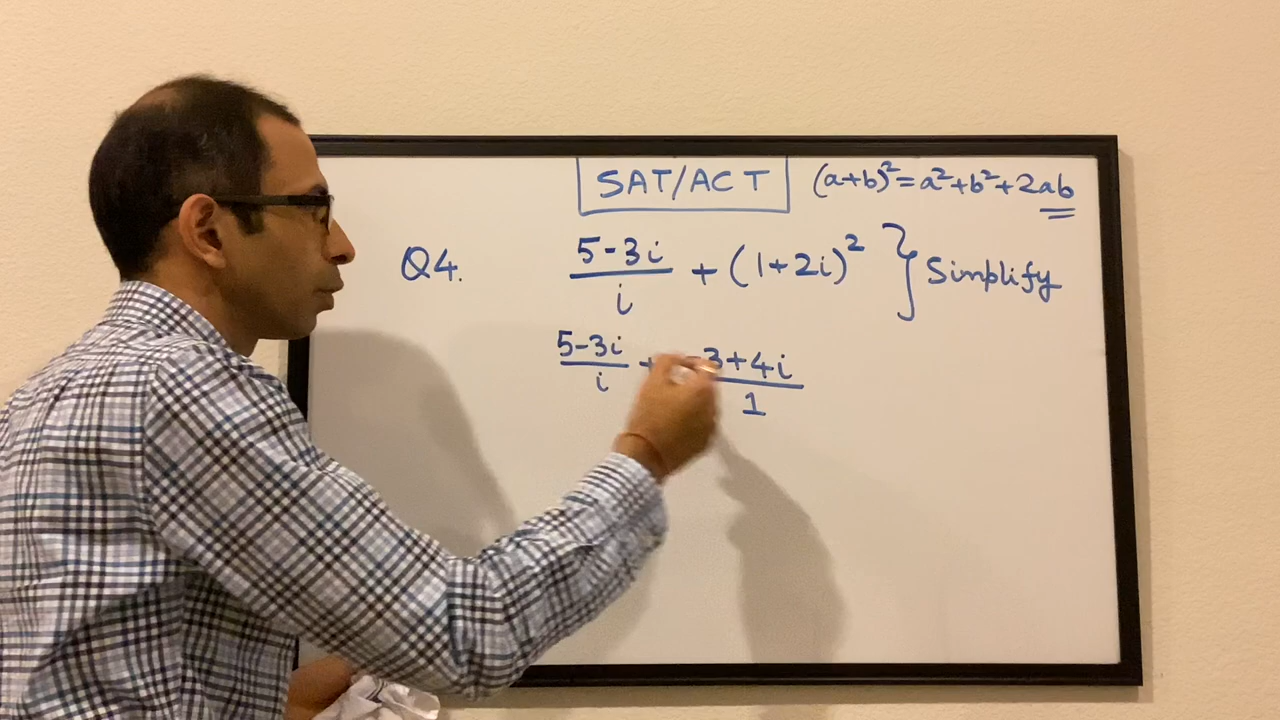 SAT/ACT (a+b)²=a²+b²+2ab
Q4. 5-3i/i + (1+2i)² } Simplify
5-3i/i + -3+4i/1